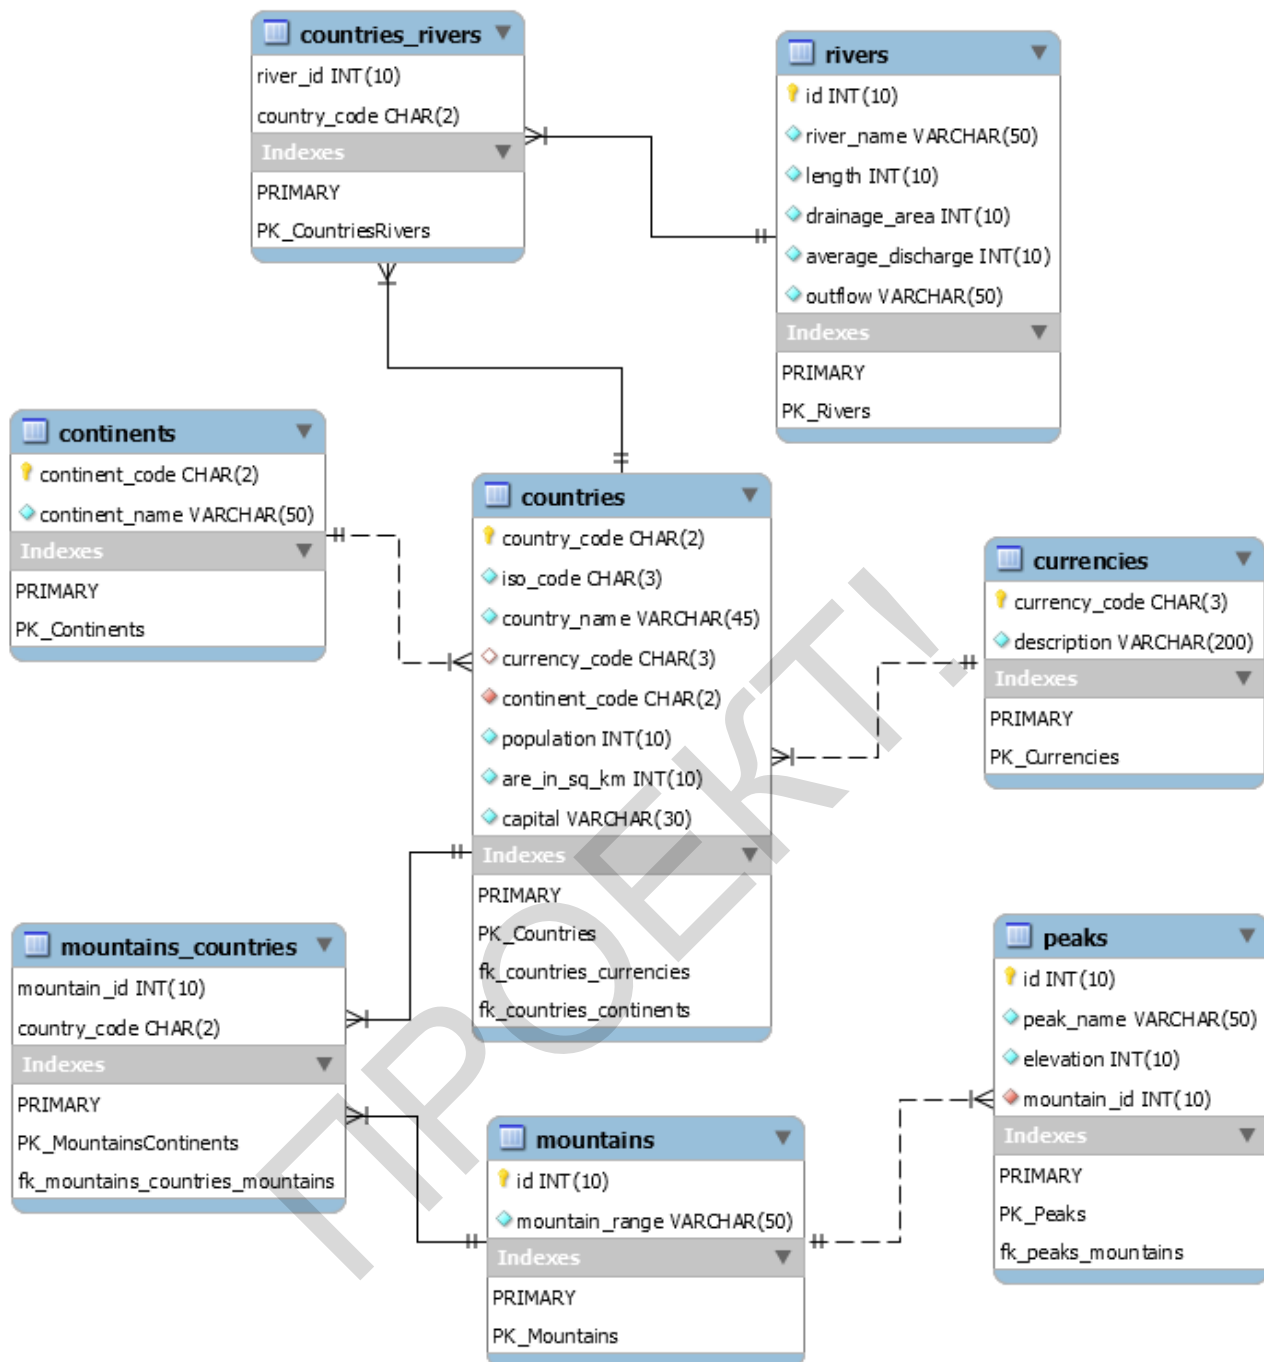 countries_rivers
river_id INT(10)
country_code CHAR(2)
Indexes
PRIMARY
PK_CountriesRivers
rivers
id INT(10)
river_name VARCHAR(50)
length INT(10)
drainage_area INT(10)
average_discharge INT(10)
outflow VARCHAR(50)
Indexes
PRIMARY
PK_Rivers
continents
continent_code CHAR(2)
continent_name VARCHAR(50)
Indexes
PRIMARY
PK_Continents
countries
country_code CHAR(2)
iso_code CHAR(3)
country_name VARCHAR(45)
currency_code CHAR(3)
continent_code CHAR(2)
population INT(10)
are_in_sq_km INT(10)
capital VARCHAR(30)
Indexes
PRIMARY
PK_Countries
fk_countries_currencies
fk_countries_continents
currencies
currency_code CHAR(3)
description VARCHAR(200)
Indexes
PRIMARY
PK_Currencies
mountains_countries
mountain_id INT(10)
country_code CHAR(2)
Indexes
PRIMARY
PK_MountainsContinents
fk_mountains_countries_mountains
mountains
id INT(10)
mountain_range VARCHAR(50)
Indexes
PRIMARY
PK_Mountains
peaks
id INT(10)
peak_name VARCHAR(50)
elevation INT(10)
mountain_id INT(10)
Indexes
PRIMARY
PK_Peaks
fk_peaks_mountains
ПРОЕКТ!